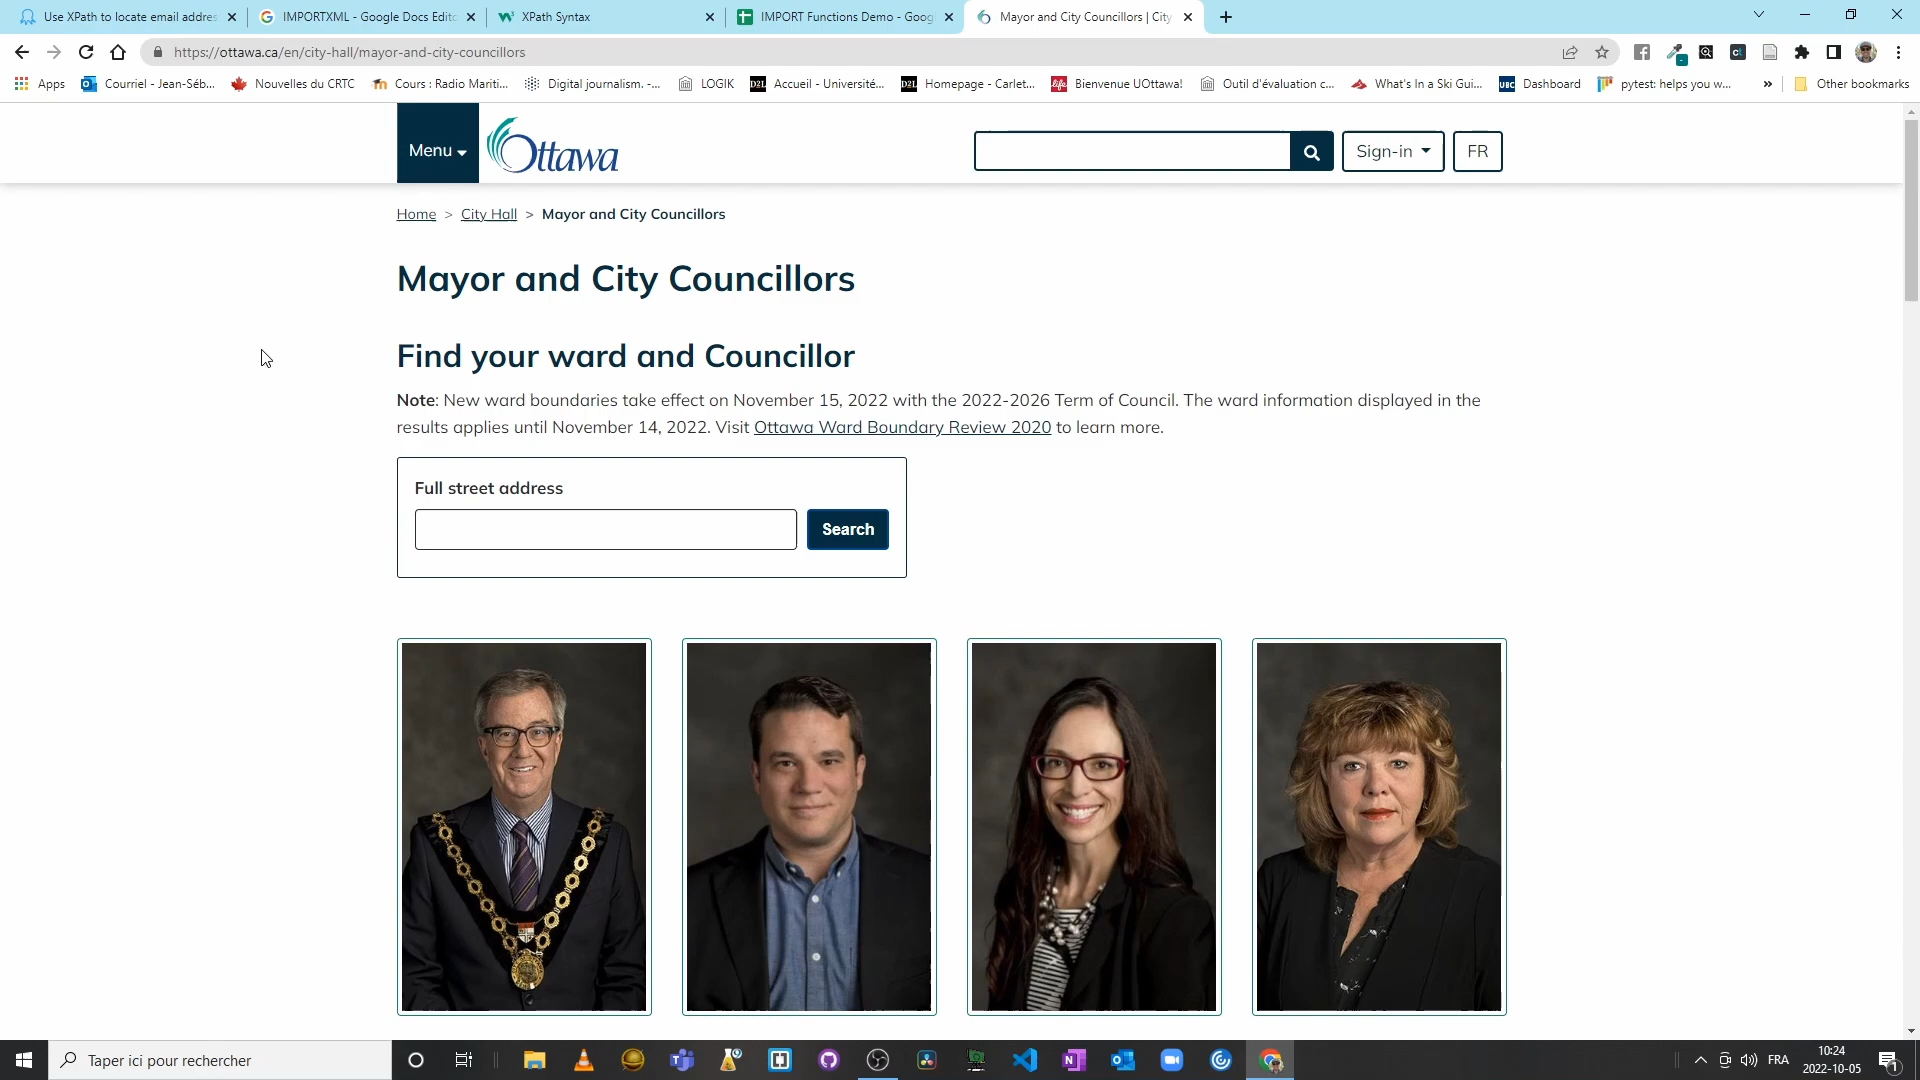 Use XPath to locate email addres
IMPORTXML - Google Docs Edito
XPath Syntax
IMPORT Functions Demo - Goog
Mayor and City Councillors | City
https://ottawa.ca/en/city-hall/mayor-and-city-councillors
Apps
Courriel - Jean-Séb...
Nouvelles du CRTC
Cours : Radio Mariti...
Digital journalism. -...
LOGIK
D2L
Accueil - Université...
D2L
Homepage - Carlet...
Bienvenue UOttawa!
Outil d'évaluation c...
What's In a Ski Gui...
UBC
Dashboard
pytest: helps you w...
»
Other bookmarks
Menu
Ottawa
Sign-in
FR
Home > City Hall > Mayor and City Councillors
Mayor and City Councillors
Find your ward and Councillor
Note: New ward boundaries take effect on November 15, 2022 with the 2022-2026 Term of Council. The ward information displayed in the
results applies until November 14, 2022. Visit Ottawa Ward Boundary Review 2020 to learn more.
Full street address
Search
Taper ici pour rechercher
FRA
10:24
2022-10-05
1